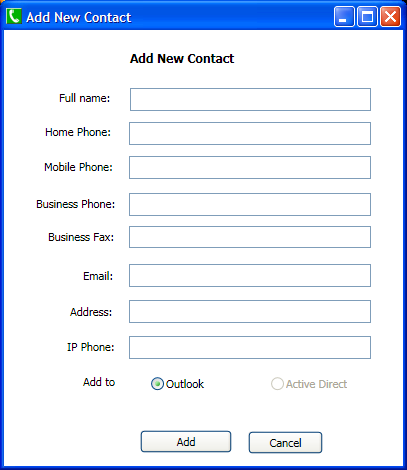 Add New Contact
Add New Contact
Full name:
Home Phone:
Mobile Phone:
Business Phone:
Business Fax:
Email:
Address:
IP Phone:
Add to Outlook Active Direct
Add Cancel